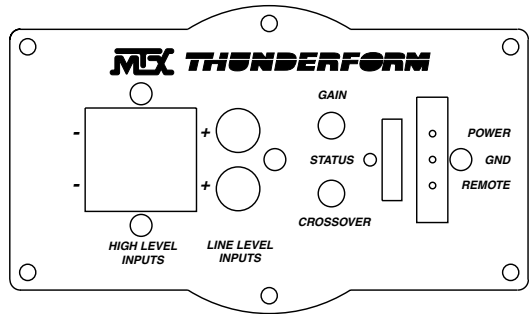 MTX THUNDERFORM
GAIN
- + POWER
STATUS GND
- + REMOTE
CROSSOVER
HIGH LEVEL
INPUTS
LINE LEVEL
INPUTS